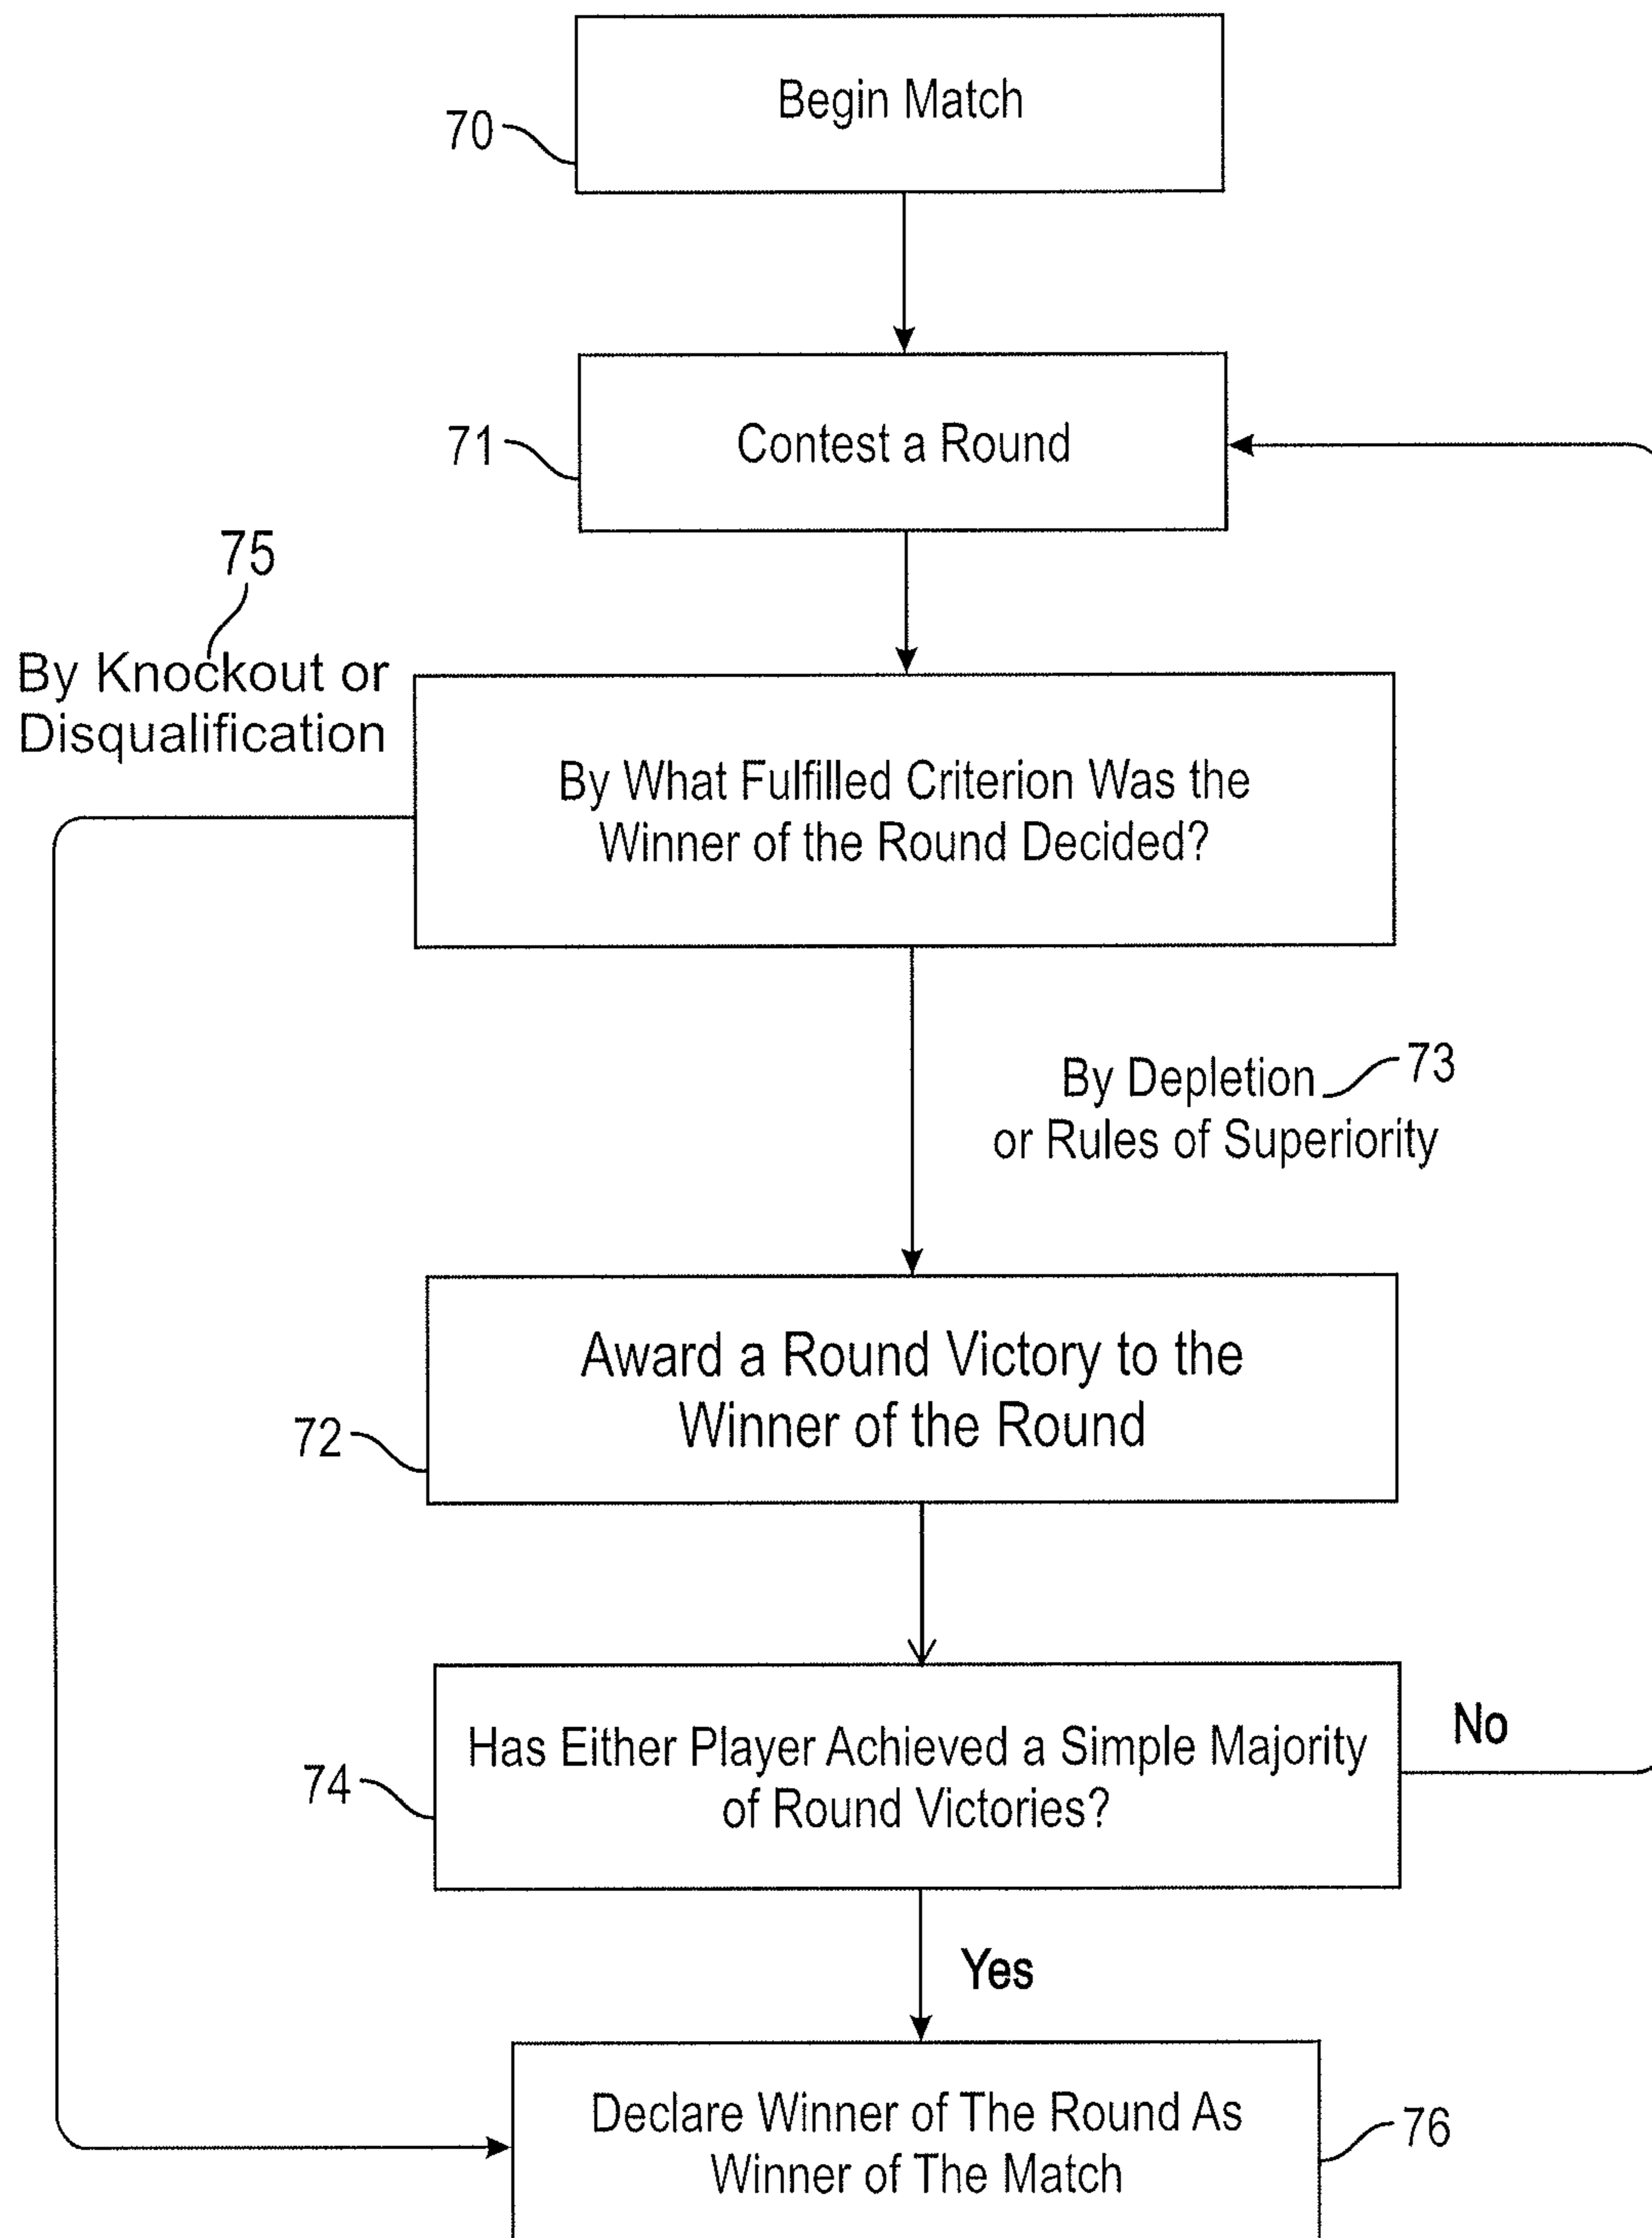 Begin Match
70
Contest a Round
71
75
By Knockout or
Disqualification
By What Fulfilled Criterion Was the
Winner of the Round Decided?
By Depletion 73
or Rules of Superiority
Award a Round Victory to the
Winner of the Round
72
Has Either Player Achieved a Simple Majority
of Round Victories?
74
No
Yes
Declare Winner of The Round As
Winner of The Match
76